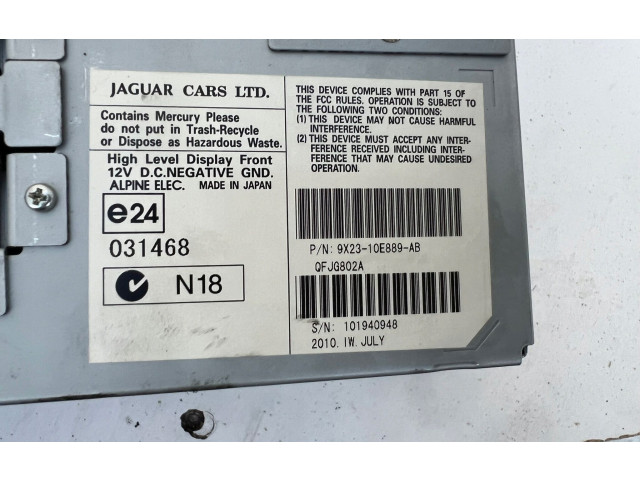 JAGUAR CARS LTD.
Contains Mercury Please
do not put in Trash-Recycle
or Dispose as Hazardous Waste.
High Level Display Front
12V D.C.NEGATIVE GND.
ALPINE ELEC. MADE IN JAPAN
e24
031468
N18
THIS DEVICE COMPLIES WITH PART 15 OF
THE FCC RULES. OPERATION IS SUBJECT TO
THE FOLLOWING TWO CONDITIONS:
(1) THIS DEVICE MAY NOT CAUSE HARMFUL
INTERFERENCE.
(2) THIS DEVICE MUST ACCEPT ANY INTER-
FERENCE RECEIVED INCLUDING INTER-
FERENCE THAT MAY CAUSE UNDESIRED
OPERATION.
P/N: 9X23-10E889-AB
QFJG802A
S/N: 101940948
2010. IW. JULY